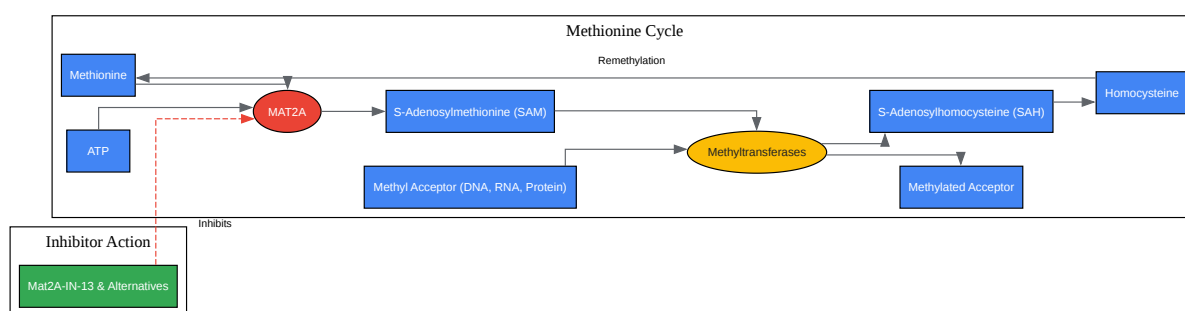 Methionine Cycle
Remethylation
Methionine
Homocysteine
MAT2A
S-Adenosylmethionine (SAM)
S-Adenosylhomocysteine (SAH)
ATP
Methyltransferases
Methyl Acceptor (DNA, RNA, Protein)
Methylated Acceptor
Inhibits
Inhibitor Action
Mat2A-IN-13 & Alternatives